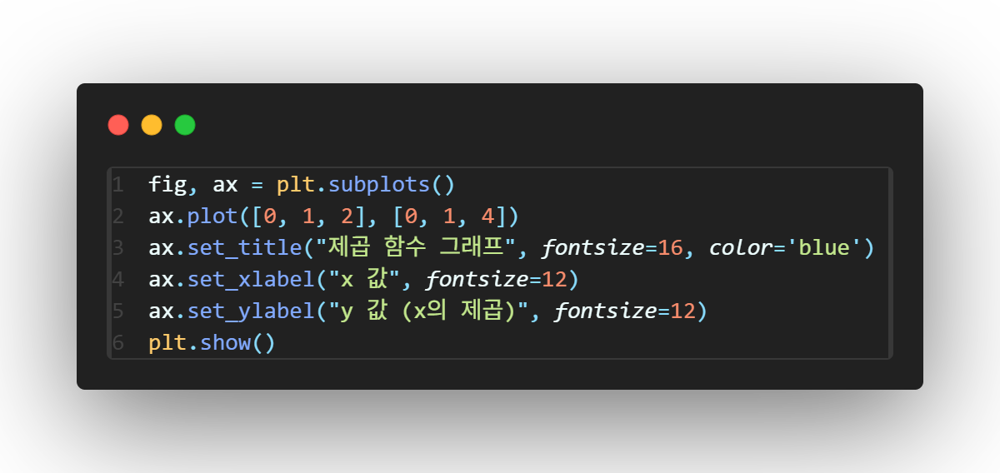 1 fig, ax = plt.subplots()
2 ax.plot([0, 1, 2], [0, 1, 4])
3 ax.set_title("제곱 함수 그래프", fontsize=16, color='blue')
4 ax.set_xlabel("x 값", fontsize=12)
5 ax.set_ylabel("y 값 (x의 제곱)", fontsize=12)
6 plt.show()